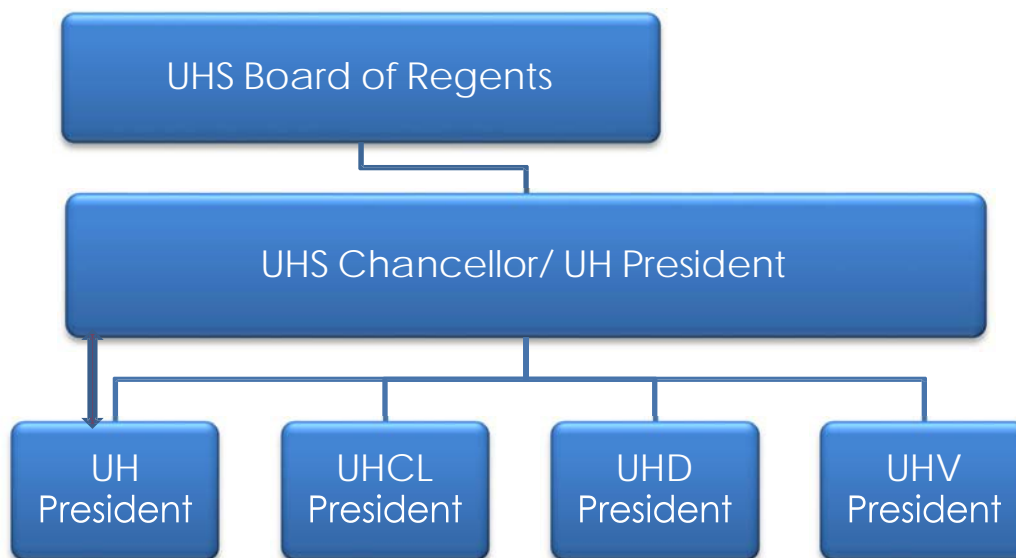 UHS Board of Regents
UHS Chancellor/ UH President
UH
President
UHCL
President
UHD
President
UHV
President